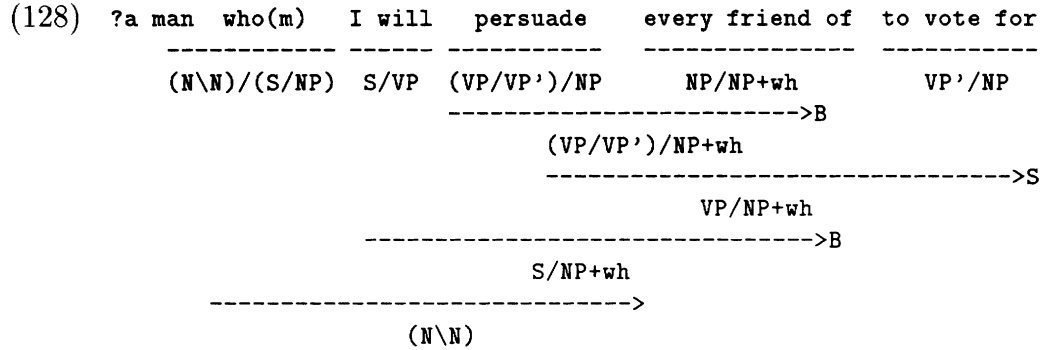 (128) ?a man who(m) I will persuade every friend of to vote for
------------ ------ ----------- --------------- -----------
(N\N)/(S/NP) S/VP (VP/VP')/NP NP/NP+wh VP'/NP
------------------------->B
(VP/VP')/NP+wh
--------------------------------->S
VP/NP+wh
-------------------------------->B
S/NP+wh
------------------------------>
(N\N)